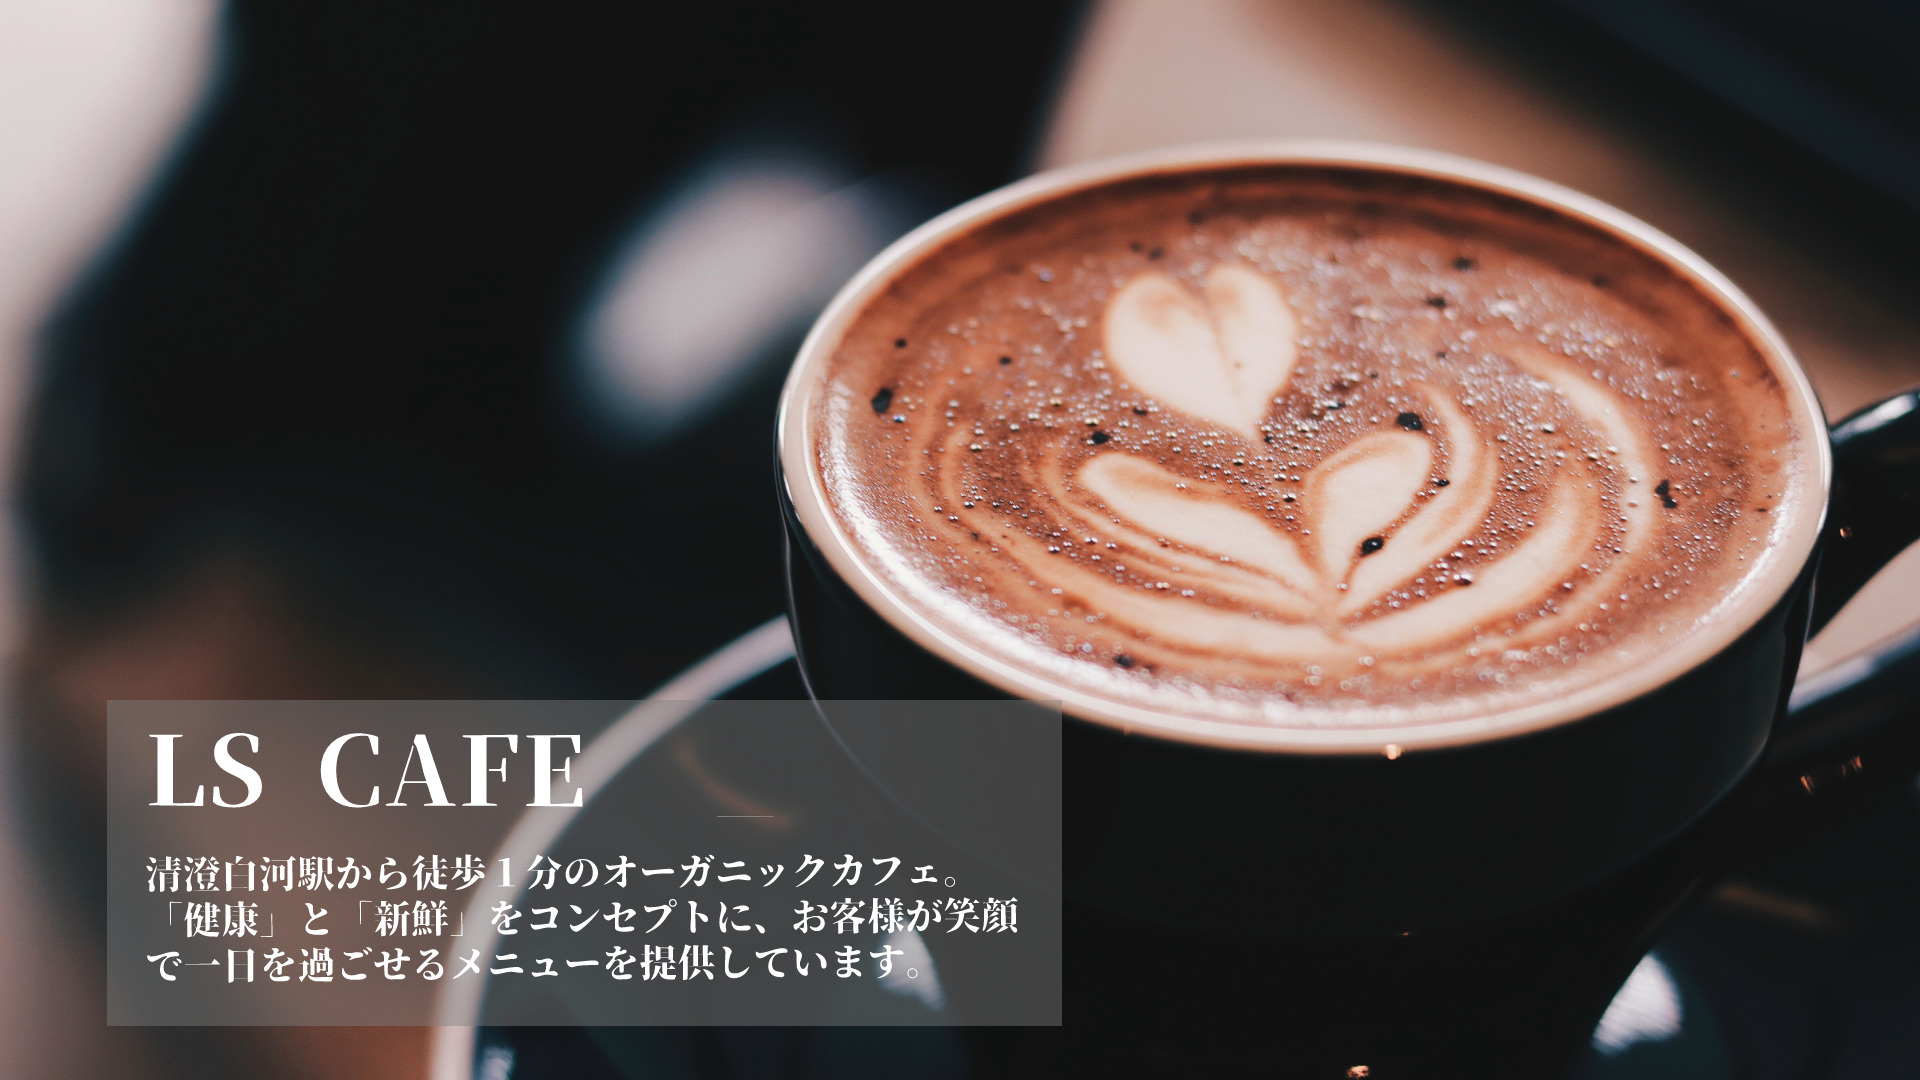 LS CAFE
清澄白河駅から徒歩１分のオーガニックカフェ。
「健康」と「新鮮」をコンセプトに、お客様が笑顔
で一日を過ごせるメニューを提供しています。